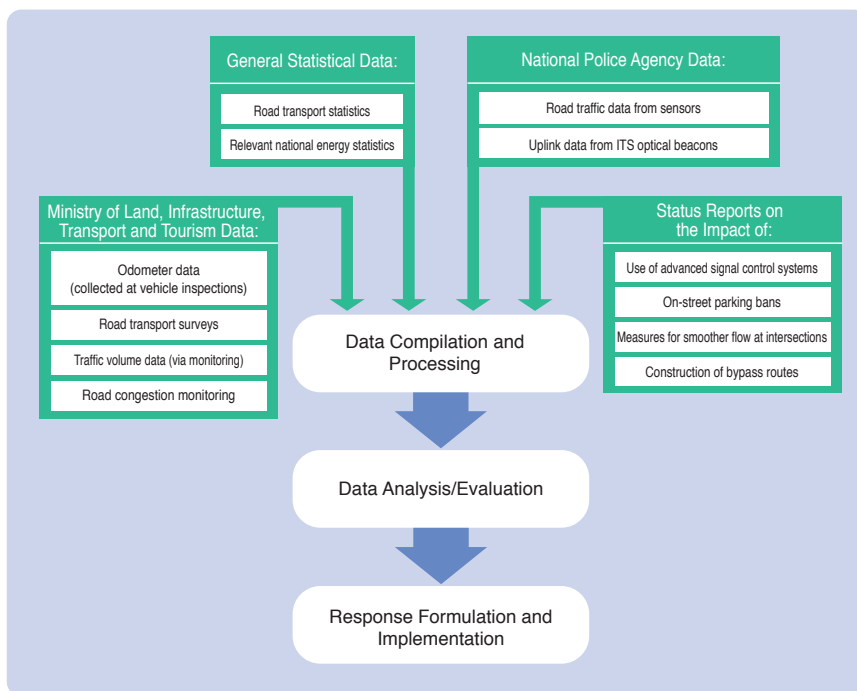 General Statistical Data:
Road transport statistics
Relevant national energy statistics
National Police Agency Data:
Road traffic data from sensors
Uplink data from ITS optical beacons
Ministry of Land, Infrastructure,
Transport and Tourism Data:
Odometer data
(collected at vehicle inspections)
Road transport surveys
Traffic volume data (via monitoring)
Road congestion monitoring
Status Reports on
the Impact of:
Use of advanced signal control systems
On-street parking bans
Measures for smoother flow at intersections
Construction of bypass routes
Data Compilation and
Processing
Data Analysis/Evaluation
Response Formulation and
Implementation